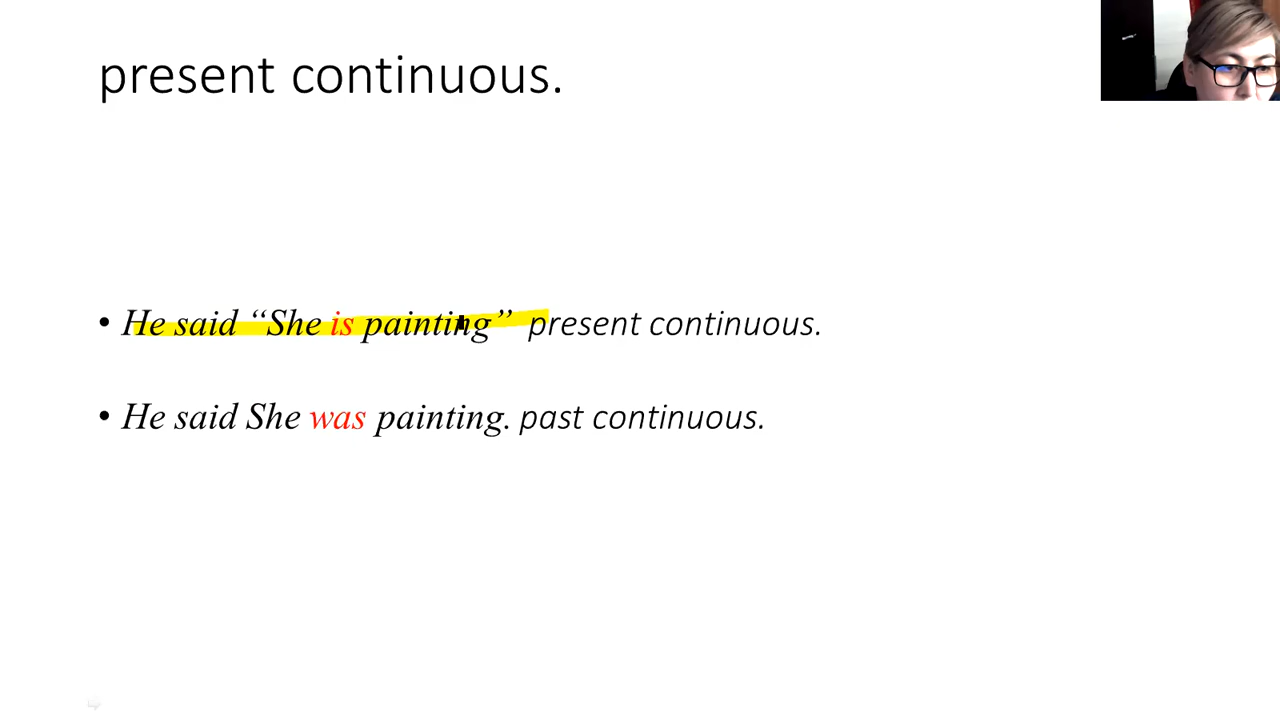 present continuous.
• He said “She is painting” present continuous.
• He said She was painting. past continuous.